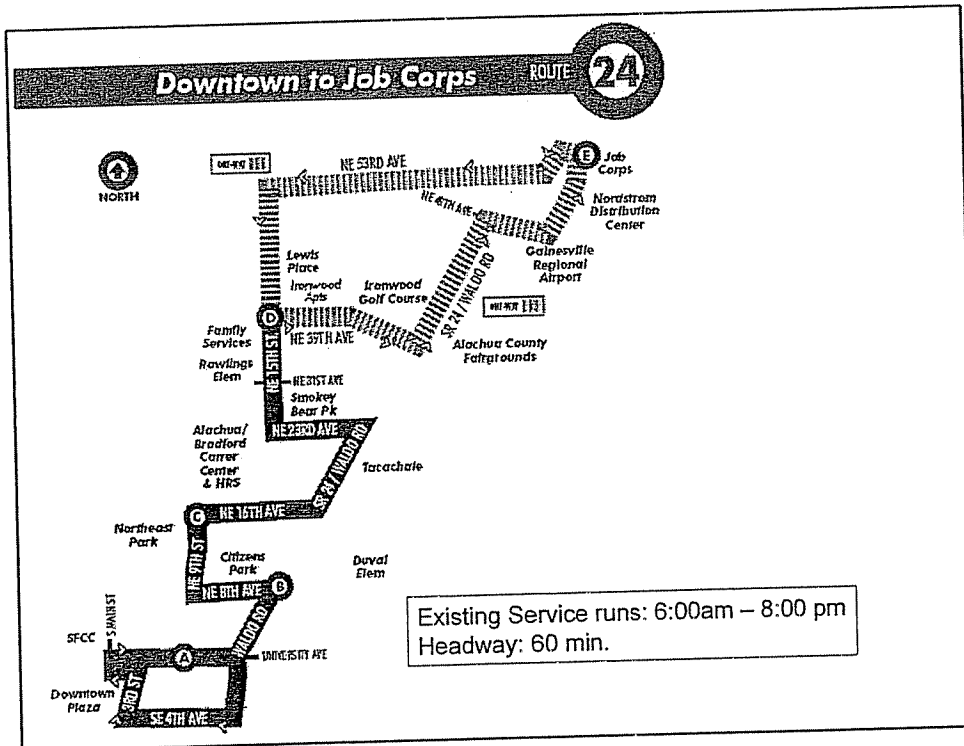 Downtown to Job Corps
ROUTE
24
NORTH
NE 53RD AVE
E
Job
Corps
NE 48TH AVE
Nordstrom
Distribution
Center
Gainesville
Regional
Airport
Lewis
Place
Ironwood
Apts
Ironwood
Golf Course
SR 24 / WALDO RD
D
NE 39TH AVE
Alachua County
Fairgrounds
Family
Services
Rawlings
Elem
NE 15TH ST
NE 31ST AVE
Smokey
Bear Pk
NE 23RD AVE
Alachua/
Bradford
Career
Center
& HRS
SR 24 / WALDO RD
Tacachale
C
NE 16TH AVE
Northeast
Park
NE 9TH ST
Citizens
Park
Duval
Elem
NE 8TH AVE
B
WALDO RD
S MAIN ST
SFCC
A
UNIVERSITY AVE
Downtown
Plaza
3RD ST
SE 4TH AVE
Existing Service runs: 6:00am – 8:00 pm
Headway: 60 min.